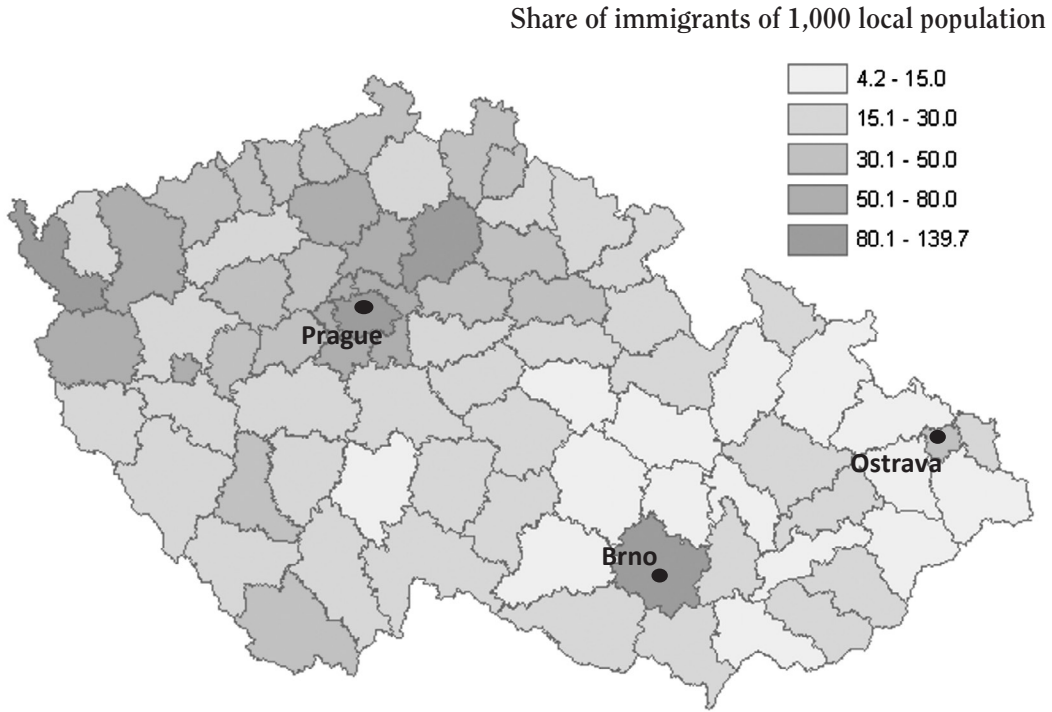 Share of immigrants of 1,000 local population
4.2 - 15.0
15.1 - 30.0
30.1 - 50.0
50.1 - 80.0
80.1 - 139.7
Prague
Ostrava
Brno